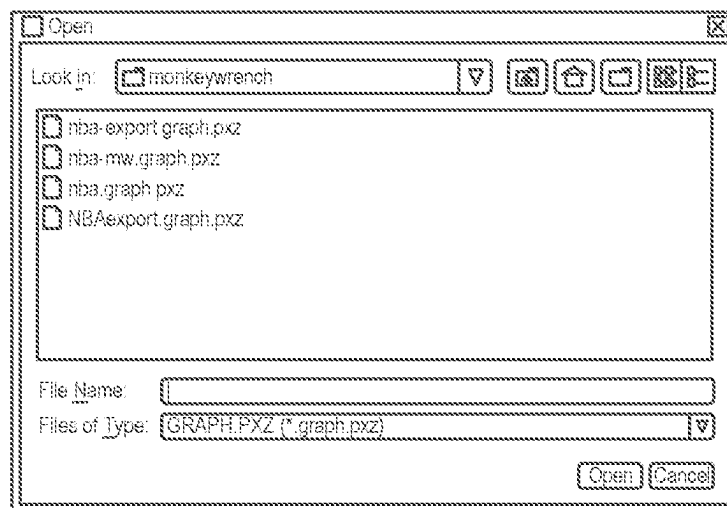 Open
Look in: monkeywrench
nba-export.graph.pxz
nba-mw.graph.pxz
nba.graph.pxz
NBAexport.graph.pxz
File Name:
Files of Type: GRAPH.PXZ (*.graph.pxz)
Open Cancel